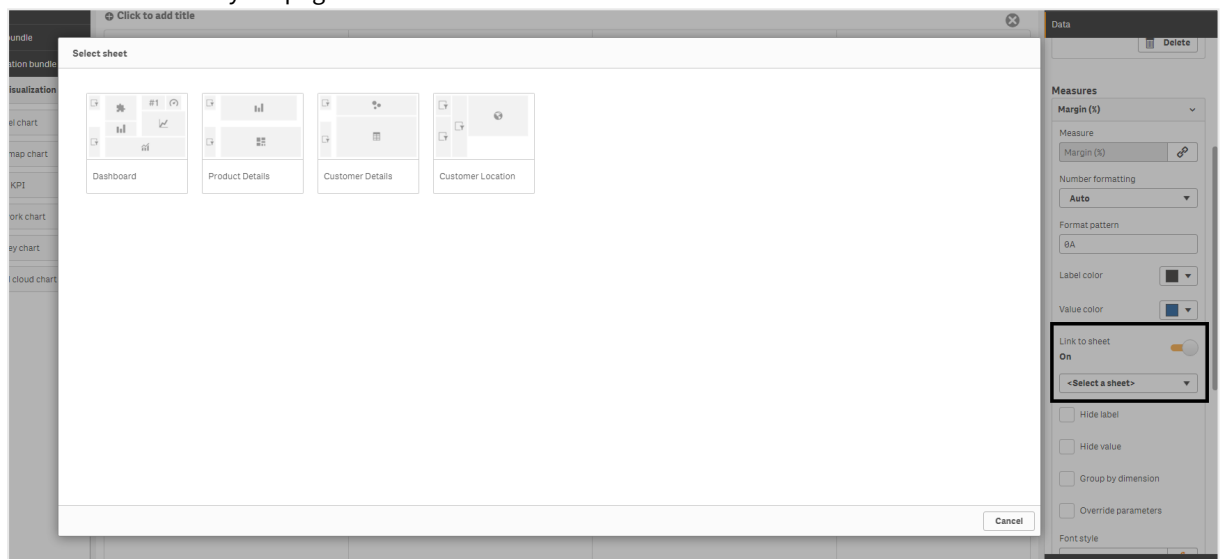 Click to add title
Data
undle
ation bundle
isualization
el chart
map chart
KPI
ork chart
ey chart
cloud chart
Select sheet
#1
Dashboard
Product Details
Customer Details
Customer Location
Cancel
Delete
Measures
Margin (%)
Measure
Margin (%)
Number formatting
Auto
Format pattern
0A
Label color
Value color
Link to sheet
On
<Select a sheet>
Hide label
Hide value
Group by dimension
Override parameters
Font style